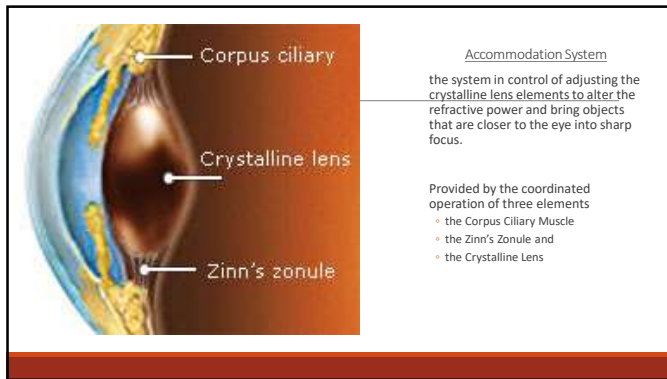 Corpus ciliary
Crystalline lens
Zinn's zonule
Accommodation System
the system in control of adjusting the
crystalline lens elements to alter the
refractive power and bring objects
that are closer to the eye into sharp
focus.
Provided by the coordinated
operation of three elements
◦ the Corpus Ciliary Muscle
◦ the Zinn's Zonule and
◦ the Crystalline Lens